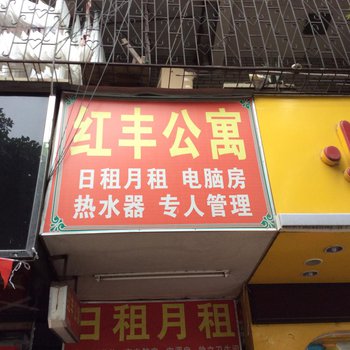 红丰公寓
日租月租 电脑房
热水器 专人管理
日租月租